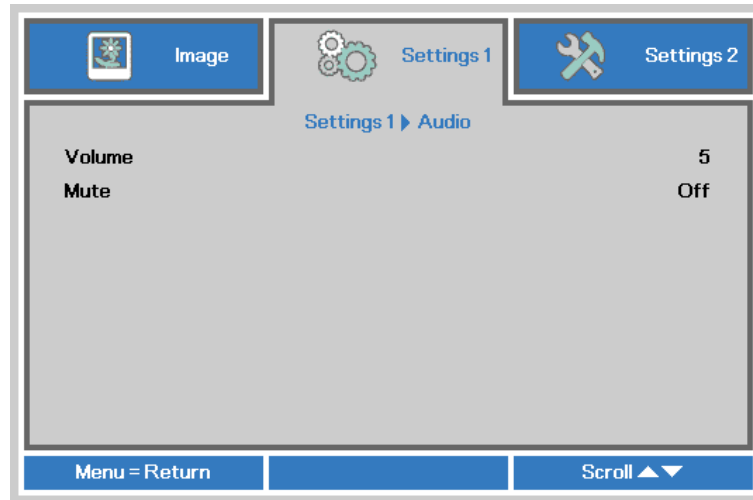 Image
Settings 1
Settings 2
Settings 1 ▶ Audio
Volume 5
Mute Off
Menu = Return
Scroll ▲▼